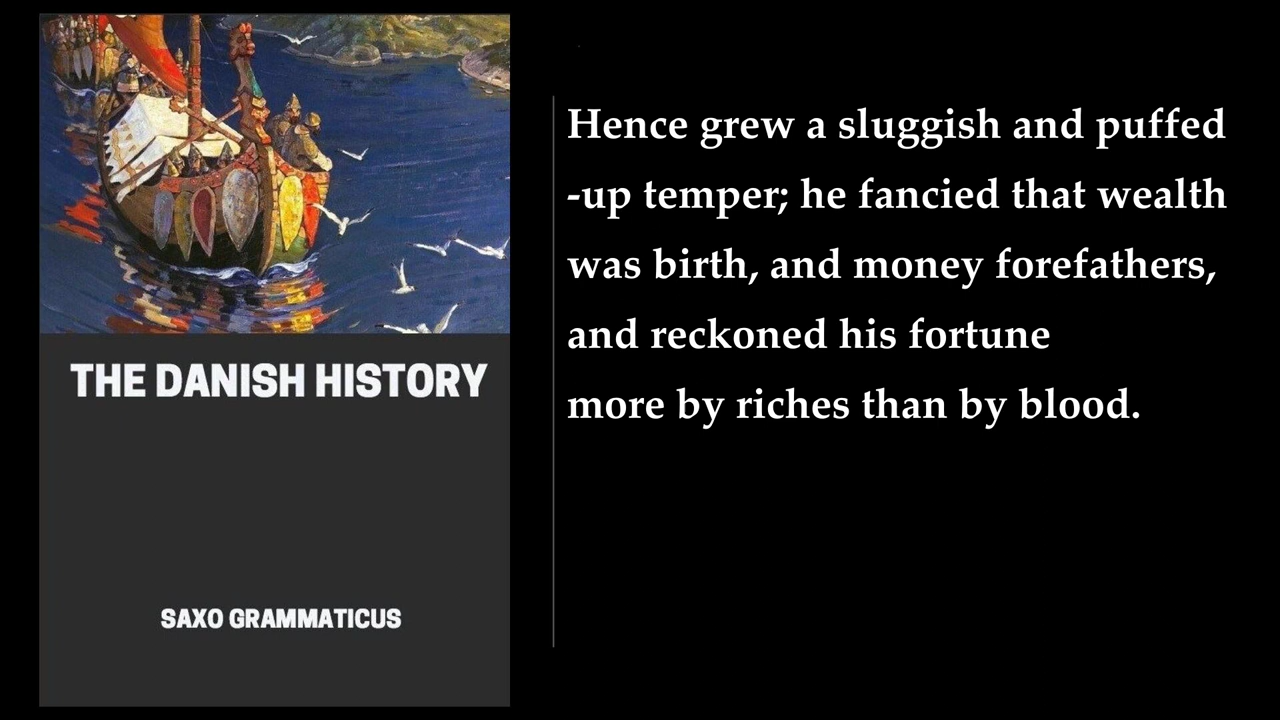 THE DANISH HISTORY
SAXO GRAMMATICUS
Hence grew a sluggish and puffed
-up temper; he fancied that wealth
was birth, and money forefathers,
and reckoned his fortune
more by riches than by blood.